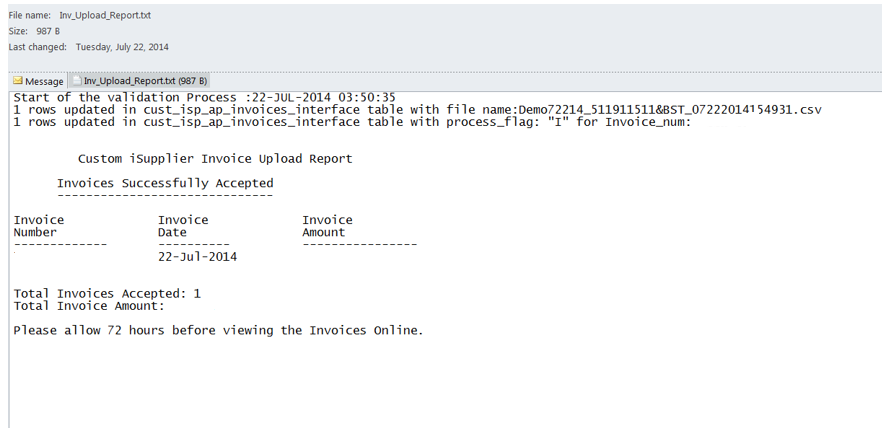 File name: Inv_Upload_Report.txt
Size: 987 B
Last changed: Tuesday, July 22, 2014
Message Inv_Upload_Report.txt (987 B)
Start of the validation Process :22-JUL-2014 03:50:35
1 rows updated in cust_isp_ap_invoices_interface table with file name:Demo72214_511911511&BST_07222014154931.csv
1 rows updated in cust_isp_ap_invoices_interface table with process_flag: "I" for Invoice_num:
Custom iSupplier Invoice Upload Report
Invoices Successfully Accepted
------------------------------
Invoice Invoice Invoice
Number Date Amount
------------- ---------- ----------------
22-Jul-2014
Total Invoices Accepted: 1
Total Invoice Amount:
Please allow 72 hours before viewing the Invoices Online.